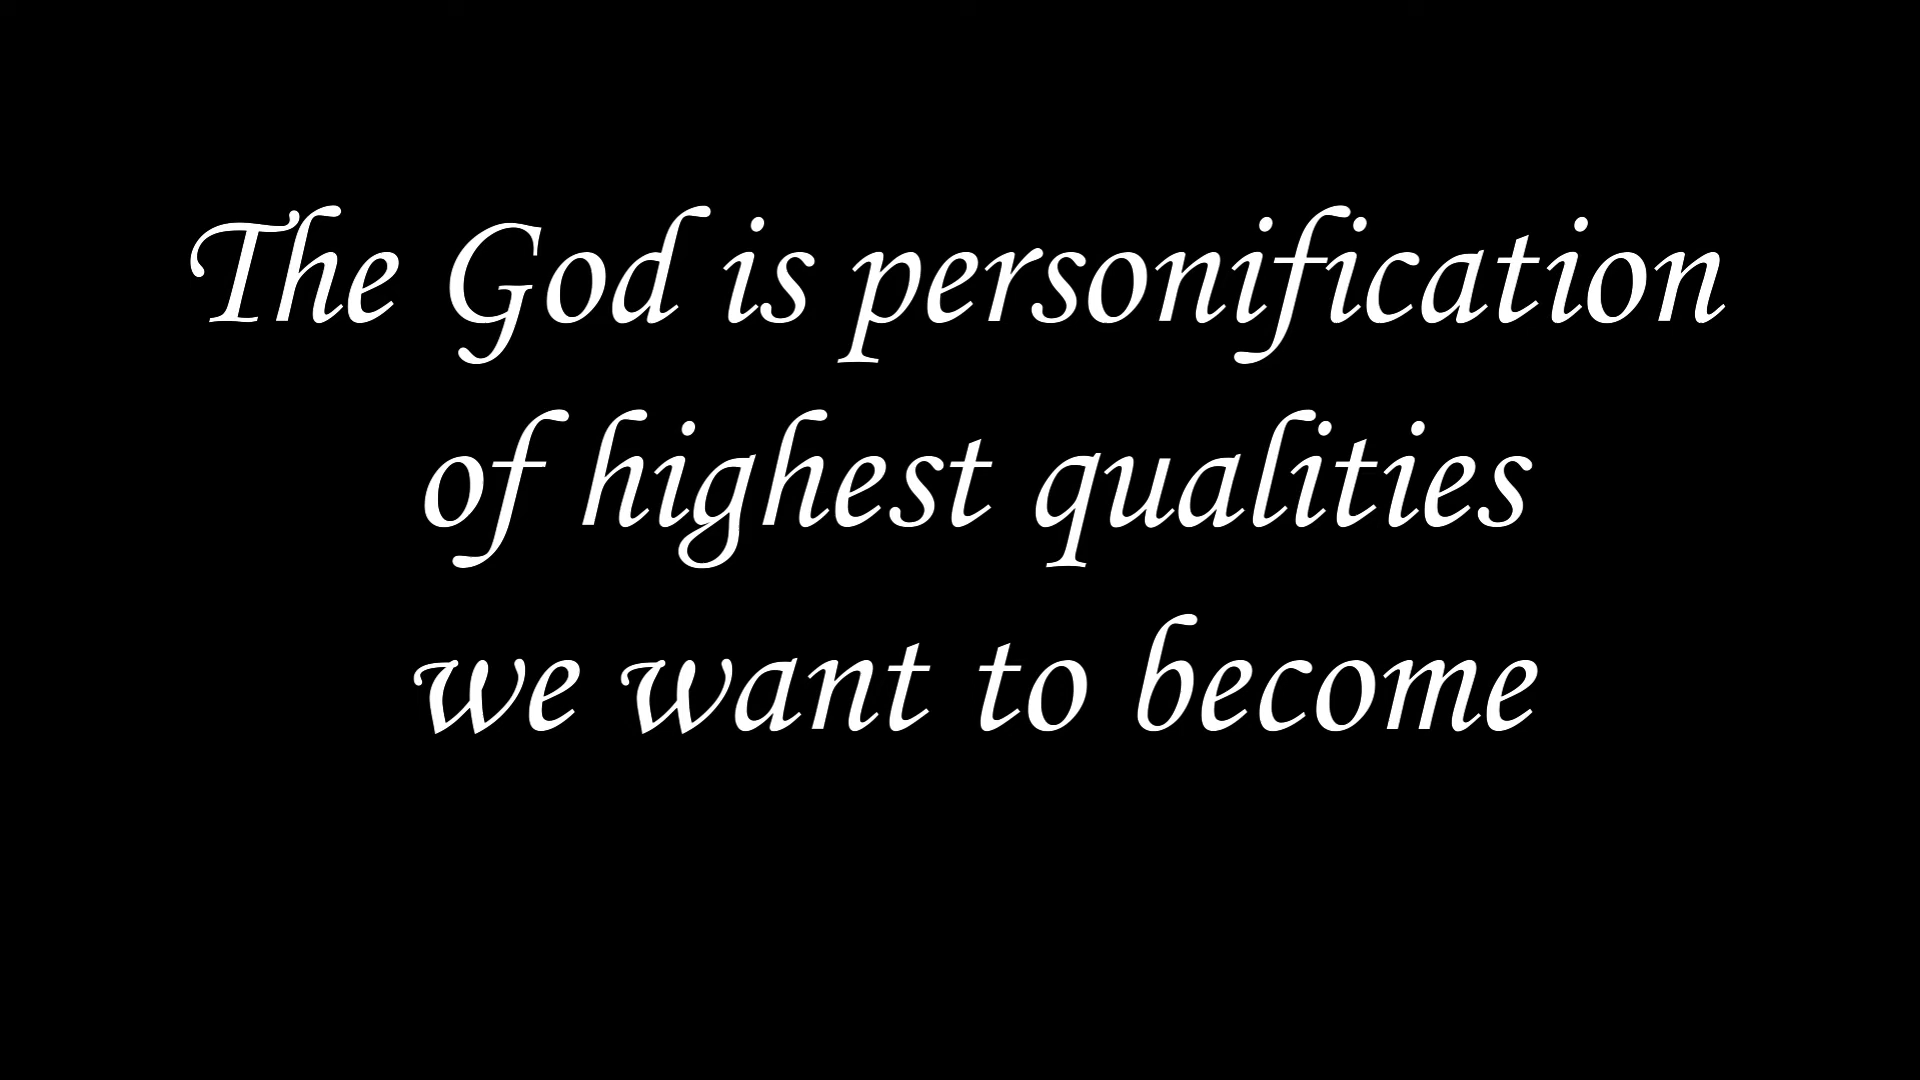 The God is personification
of highest qualities
we want to become